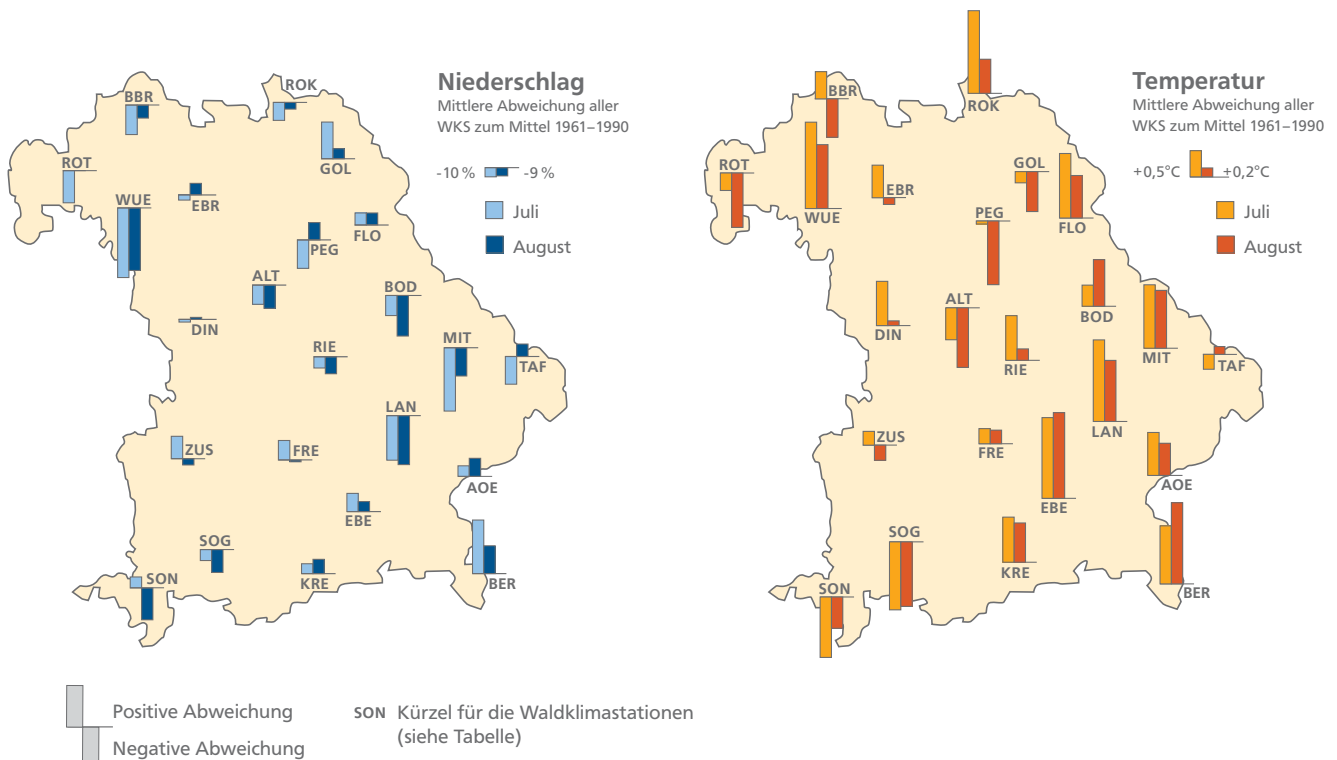 Niederschlag
Mittlere Abweichung aller
WKS zum Mittel 1961–1990
-10 % -9 %
Juli
August
BBR
ROK
GOL
ROT
WUE
EBR
FLO
PEG
ALT
BOD
DIN
RIE
MIT
TAF
LAN
ZUS
FRE
AOE
EBE
SOG
SON
KRE
BER
Temperatur
Mittlere Abweichung aller
WKS zum Mittel 1961–1990
+0,5°C +0,2°C
Juli
August
BBR
ROK
ROT
GOL
EBR
WUE
PEG
FLO
ALT
BOD
DIN
MIT
RIE
TAF
LAN
ZUS
FRE
AOE
EBE
SOG
KRE
SON
BER
Positive Abweichung
Negative Abweichung
SON Kürzel für die Waldklimastationen
(siehe Tabelle)